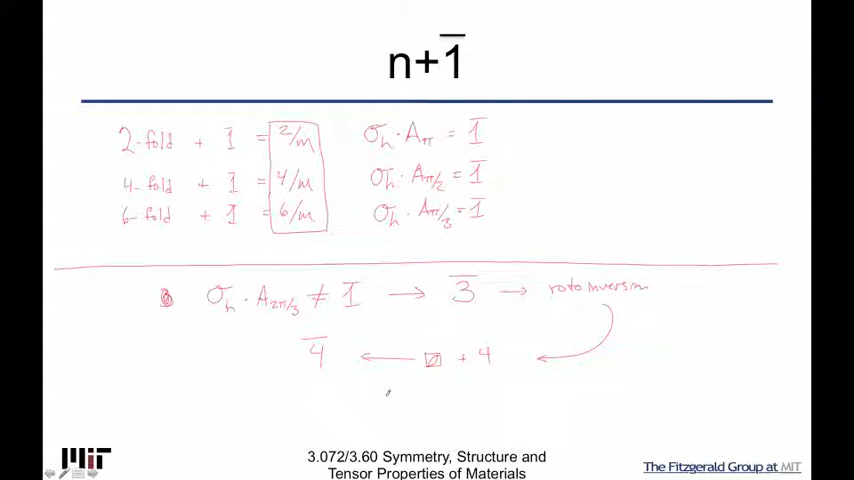 n+1̅
2-fold + 1̅ = 2/m σh · Aπ = 1̅
4-fold + 1̅ = 4/m σh · Aπ/2 = 1̅
6-fold + 1̅ = 6/m σh · Aπ/3 = 1̅
σh · A2π/3 ≠ 1̅ → 3̅ → rotoinversion
4̅ ← + 4 ←
MIT
3.072/3.60 Symmetry, Structure and
Tensor Properties of Materials
The Fitzgerald Group at MIT